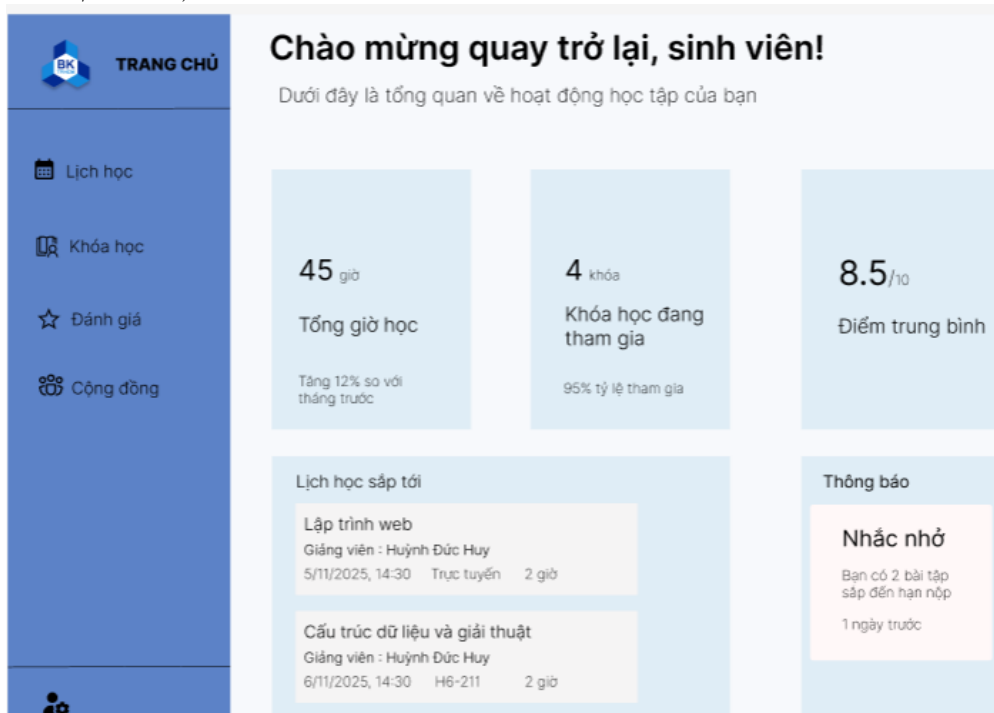 BK
TRANG CHỦ
Chào mừng quay trở lại, sinh viên!
Dưới đây là tổng quan về hoạt động học tập của bạn
Lịch học
Khóa học
Đánh giá
Cộng đồng
45 giờ
Tổng giờ học
Tăng 12% so với
tháng trước
4 khóa
Khóa học đang
tham gia
95% tỷ lệ tham gia
8.5/10
Điểm trung bình
Lịch học sắp tới
Lập trình web
Giảng viên : Huỳnh Đức Huy
5/11/2025, 14:30 Trực tuyến 2 giờ
Cấu trúc dữ liệu và giải thuật
Giảng viên : Huỳnh Đức Huy
6/11/2025, 14:30 H6-211 2 giờ
Thông báo
Nhắc nhở
Bạn có 2 bài tập
sắp đến hạn nộp
1 ngày trước